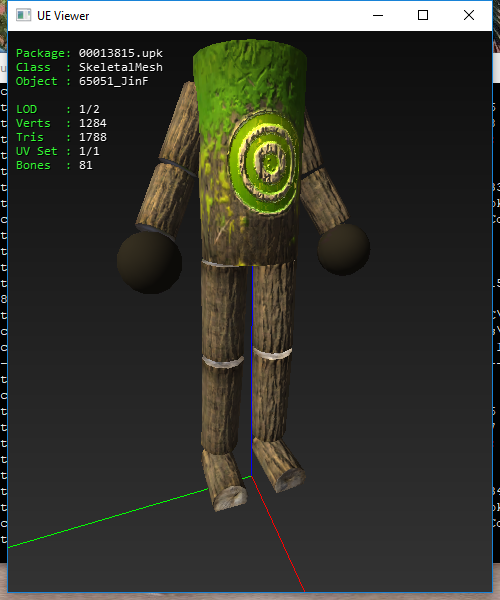 UE Viewer
Package: 00013815.upk
Class  : SkeletalMesh
Object : 65051_JinF
LOD    : 1/2
Verts  : 1284
Tris   : 1788
UV Set : 1/1
Bones  : 81